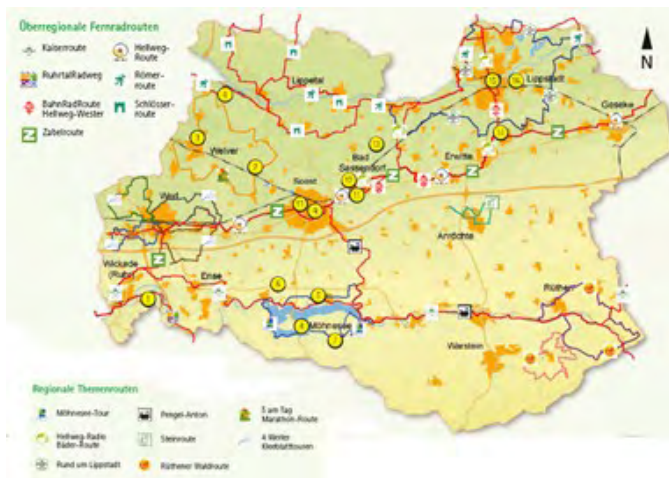 Überregionale Fernradrouten
Kaiserroute
Hellweg-
Route
RuhrtalRadweg
Römer-
route
BahnRadRoute
Hellweg-Weser
Schlösser-
route
Zabelroute
N
Lippetal
Lippstadt
Geseke
Welver
Bad
Sassendorf
Erwitte
Werl
Soest
Anröchte
Wickede
(Ruhr)
Ense
Rüthen
Möhnesee
Warstein
Regionale Themenrouten
Möhnesee-Tour
Pengel-Anton
5 am Tag
Marathon-Route
Hellweg-Radio
Bäder-Route
Steinroute
4 Werler
Kleeblatttouren
Rund um Lippstadt
Rüthener Waldroute